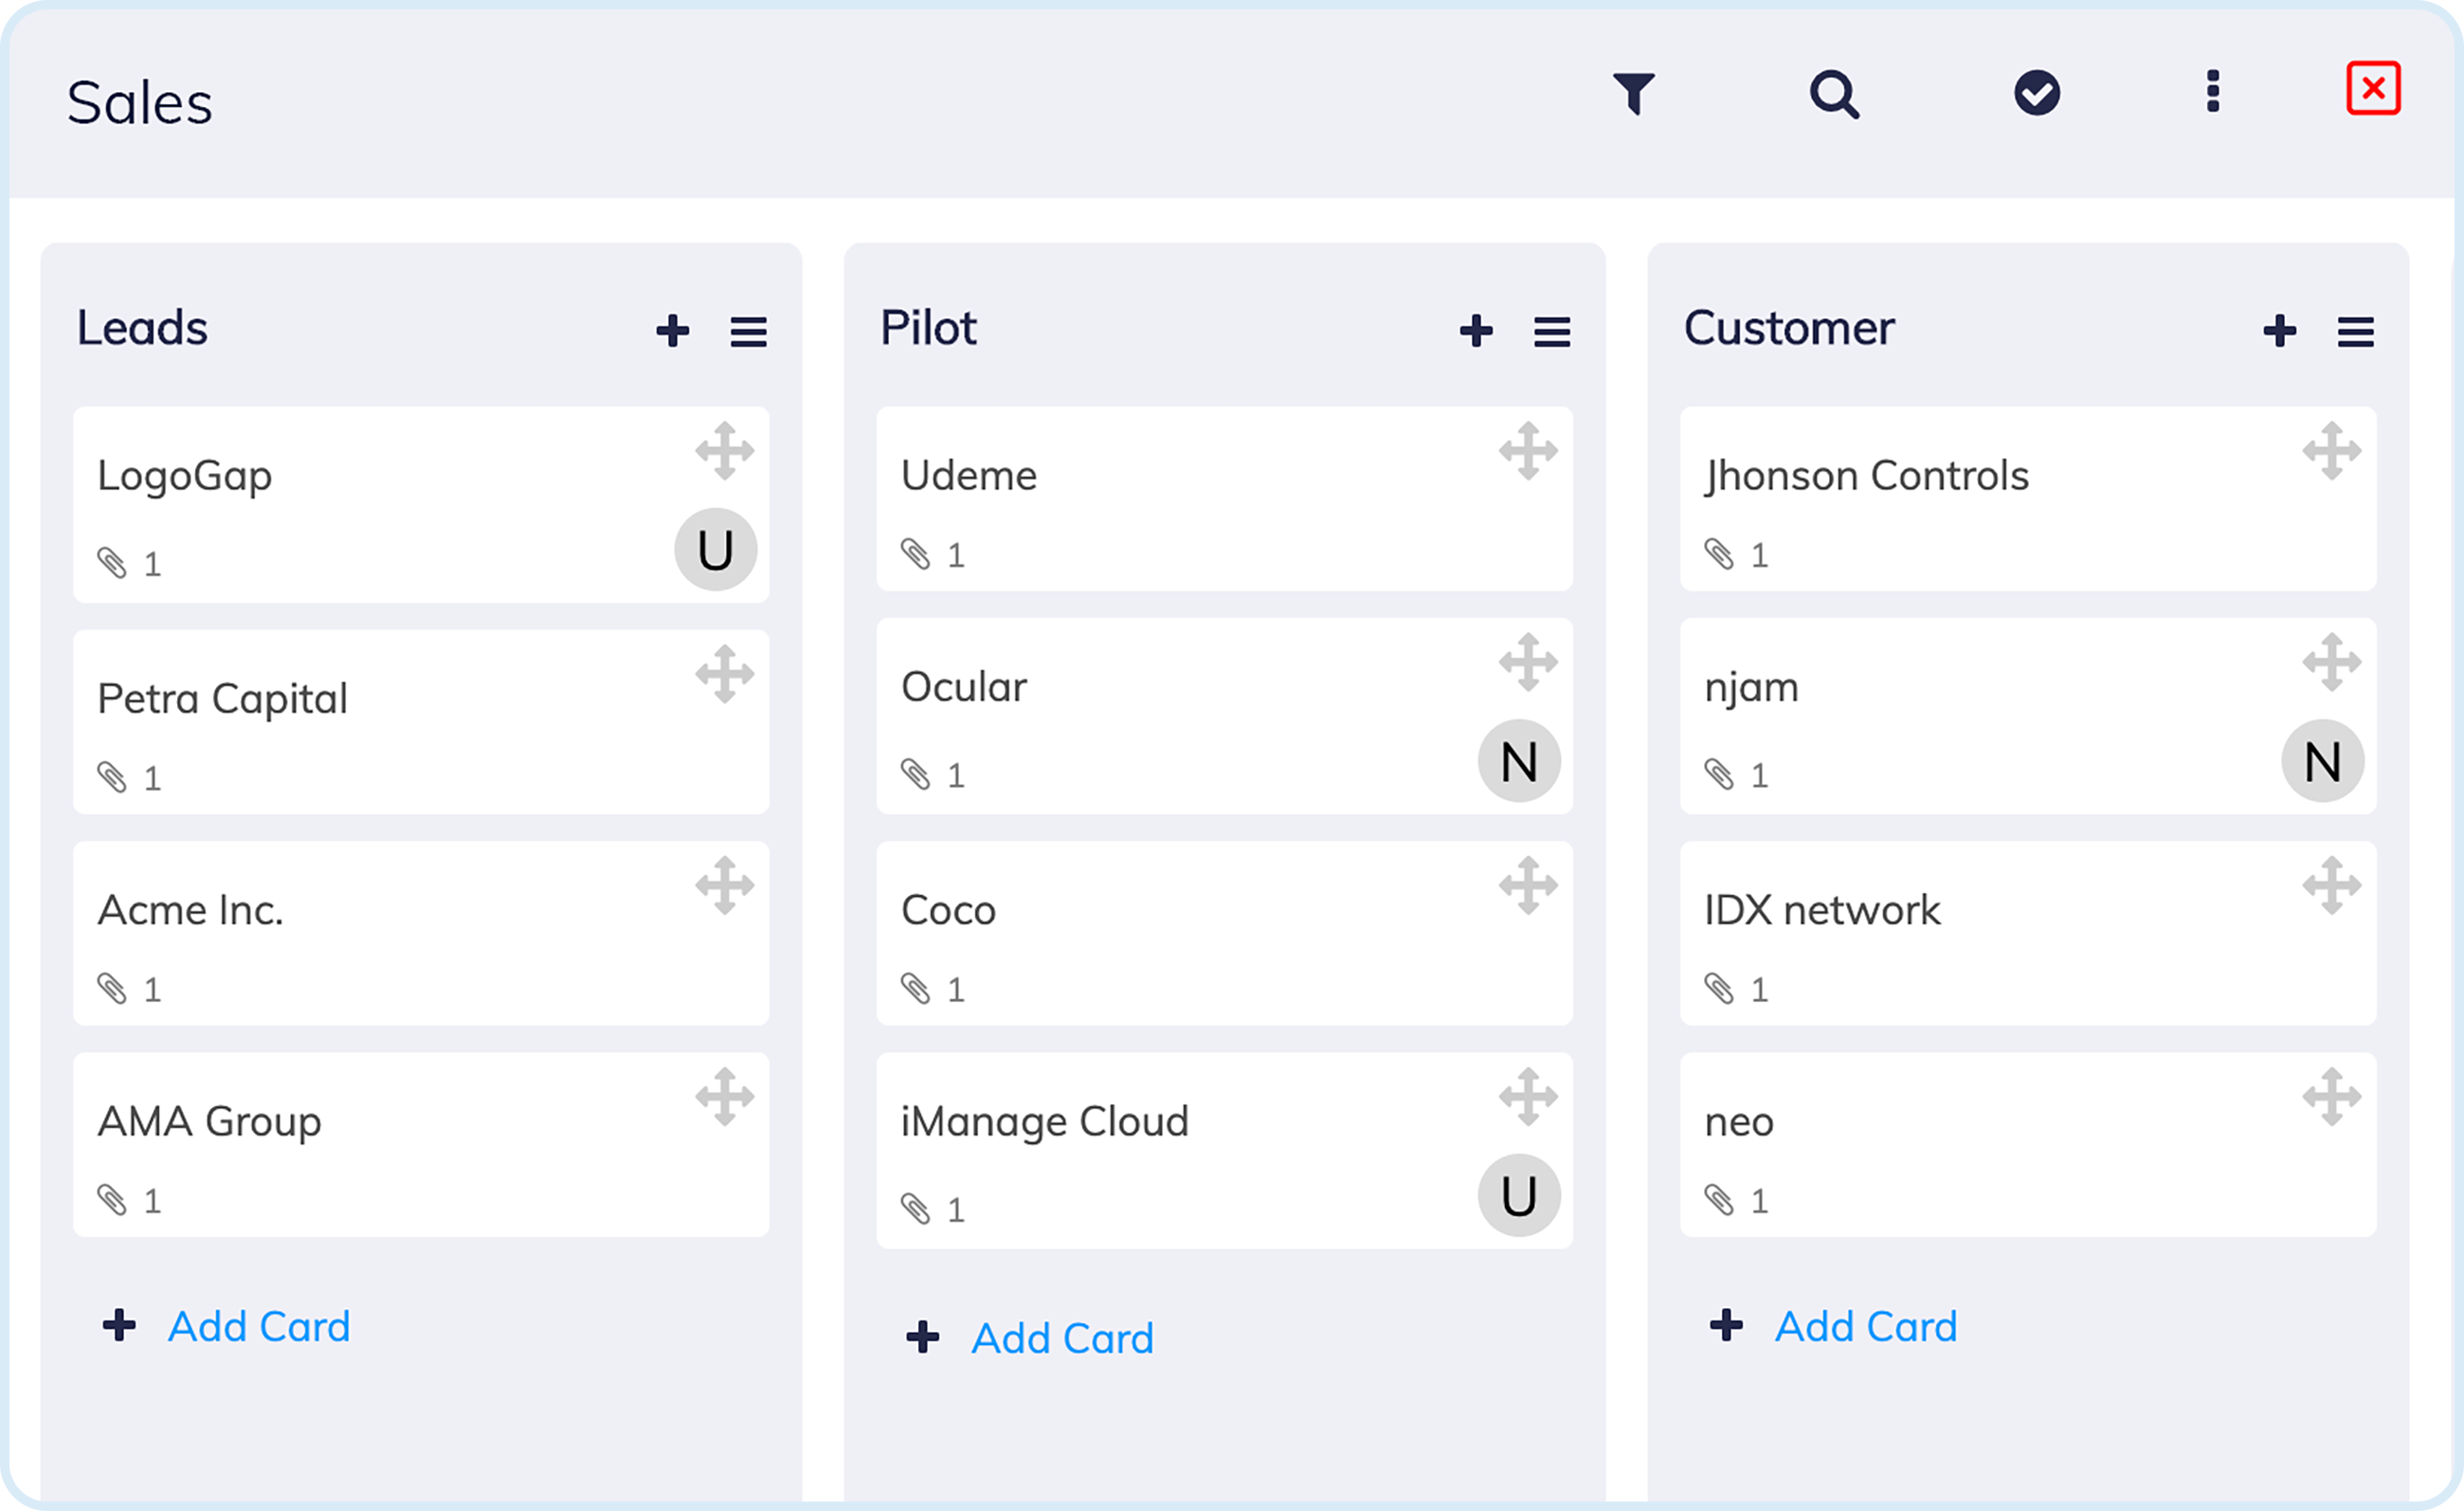 Sales
Leads
LogoGap
1
U
Petra Capital
1
Acme Inc.
1
AMA Group
1
Add Card
Pilot
Udeme
1
Ocular
1
N
Coco
1
iManage Cloud
1
U
Add Card
Customer
Jhonson Controls
1
njam
1
N
IDX network
1
neo
1
Add Card